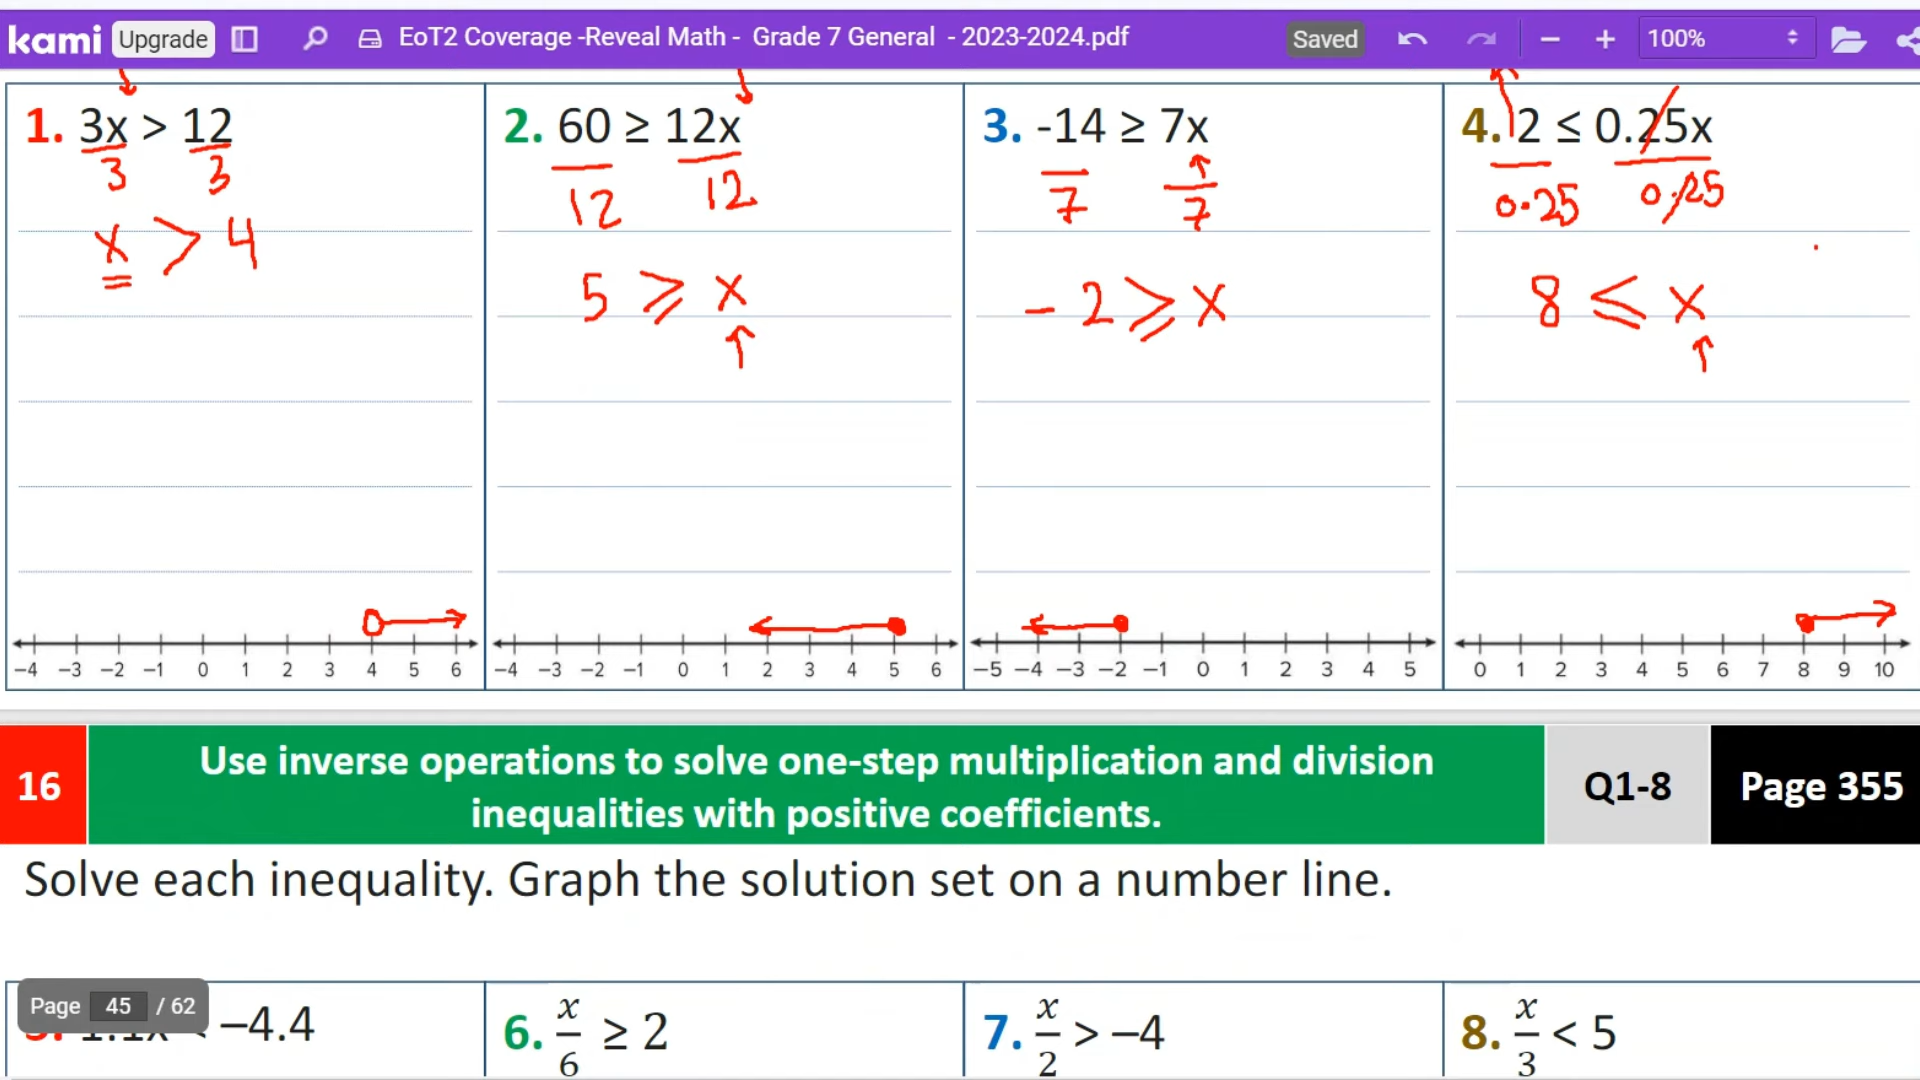 kami Upgrade EoT2 Coverage -Reveal Math - Grade 7 General - 2023-2024.pdf Saved 100%
1. 3x > 12
3 3
x > 4
-4 -3 -2 -1 0 1 2 3 4 5 6
2. 60 ≥ 12x
12 12
5 ≥ x
-4 -3 -2 -1 0 1 2 3 4 5 6
3. -14 ≥ 7x
7 7
-2 ≥ x
-5 -4 -3 -2 -1 0 1 2 3 4 5
4. 2 ≤ 0.25x
0.25 0.25
8 ≤ x
0 1 2 3 4 5 6 7 8 9 10
16
Use inverse operations to solve one-step multiplication and division
inequalities with positive coefficients.
Q1-8
Page 355
Solve each inequality. Graph the solution set on a number line.
–4.4
6. x/6 ≥ 2
7. x/2 > –4
8. x/3 < 5
Page 45 / 62